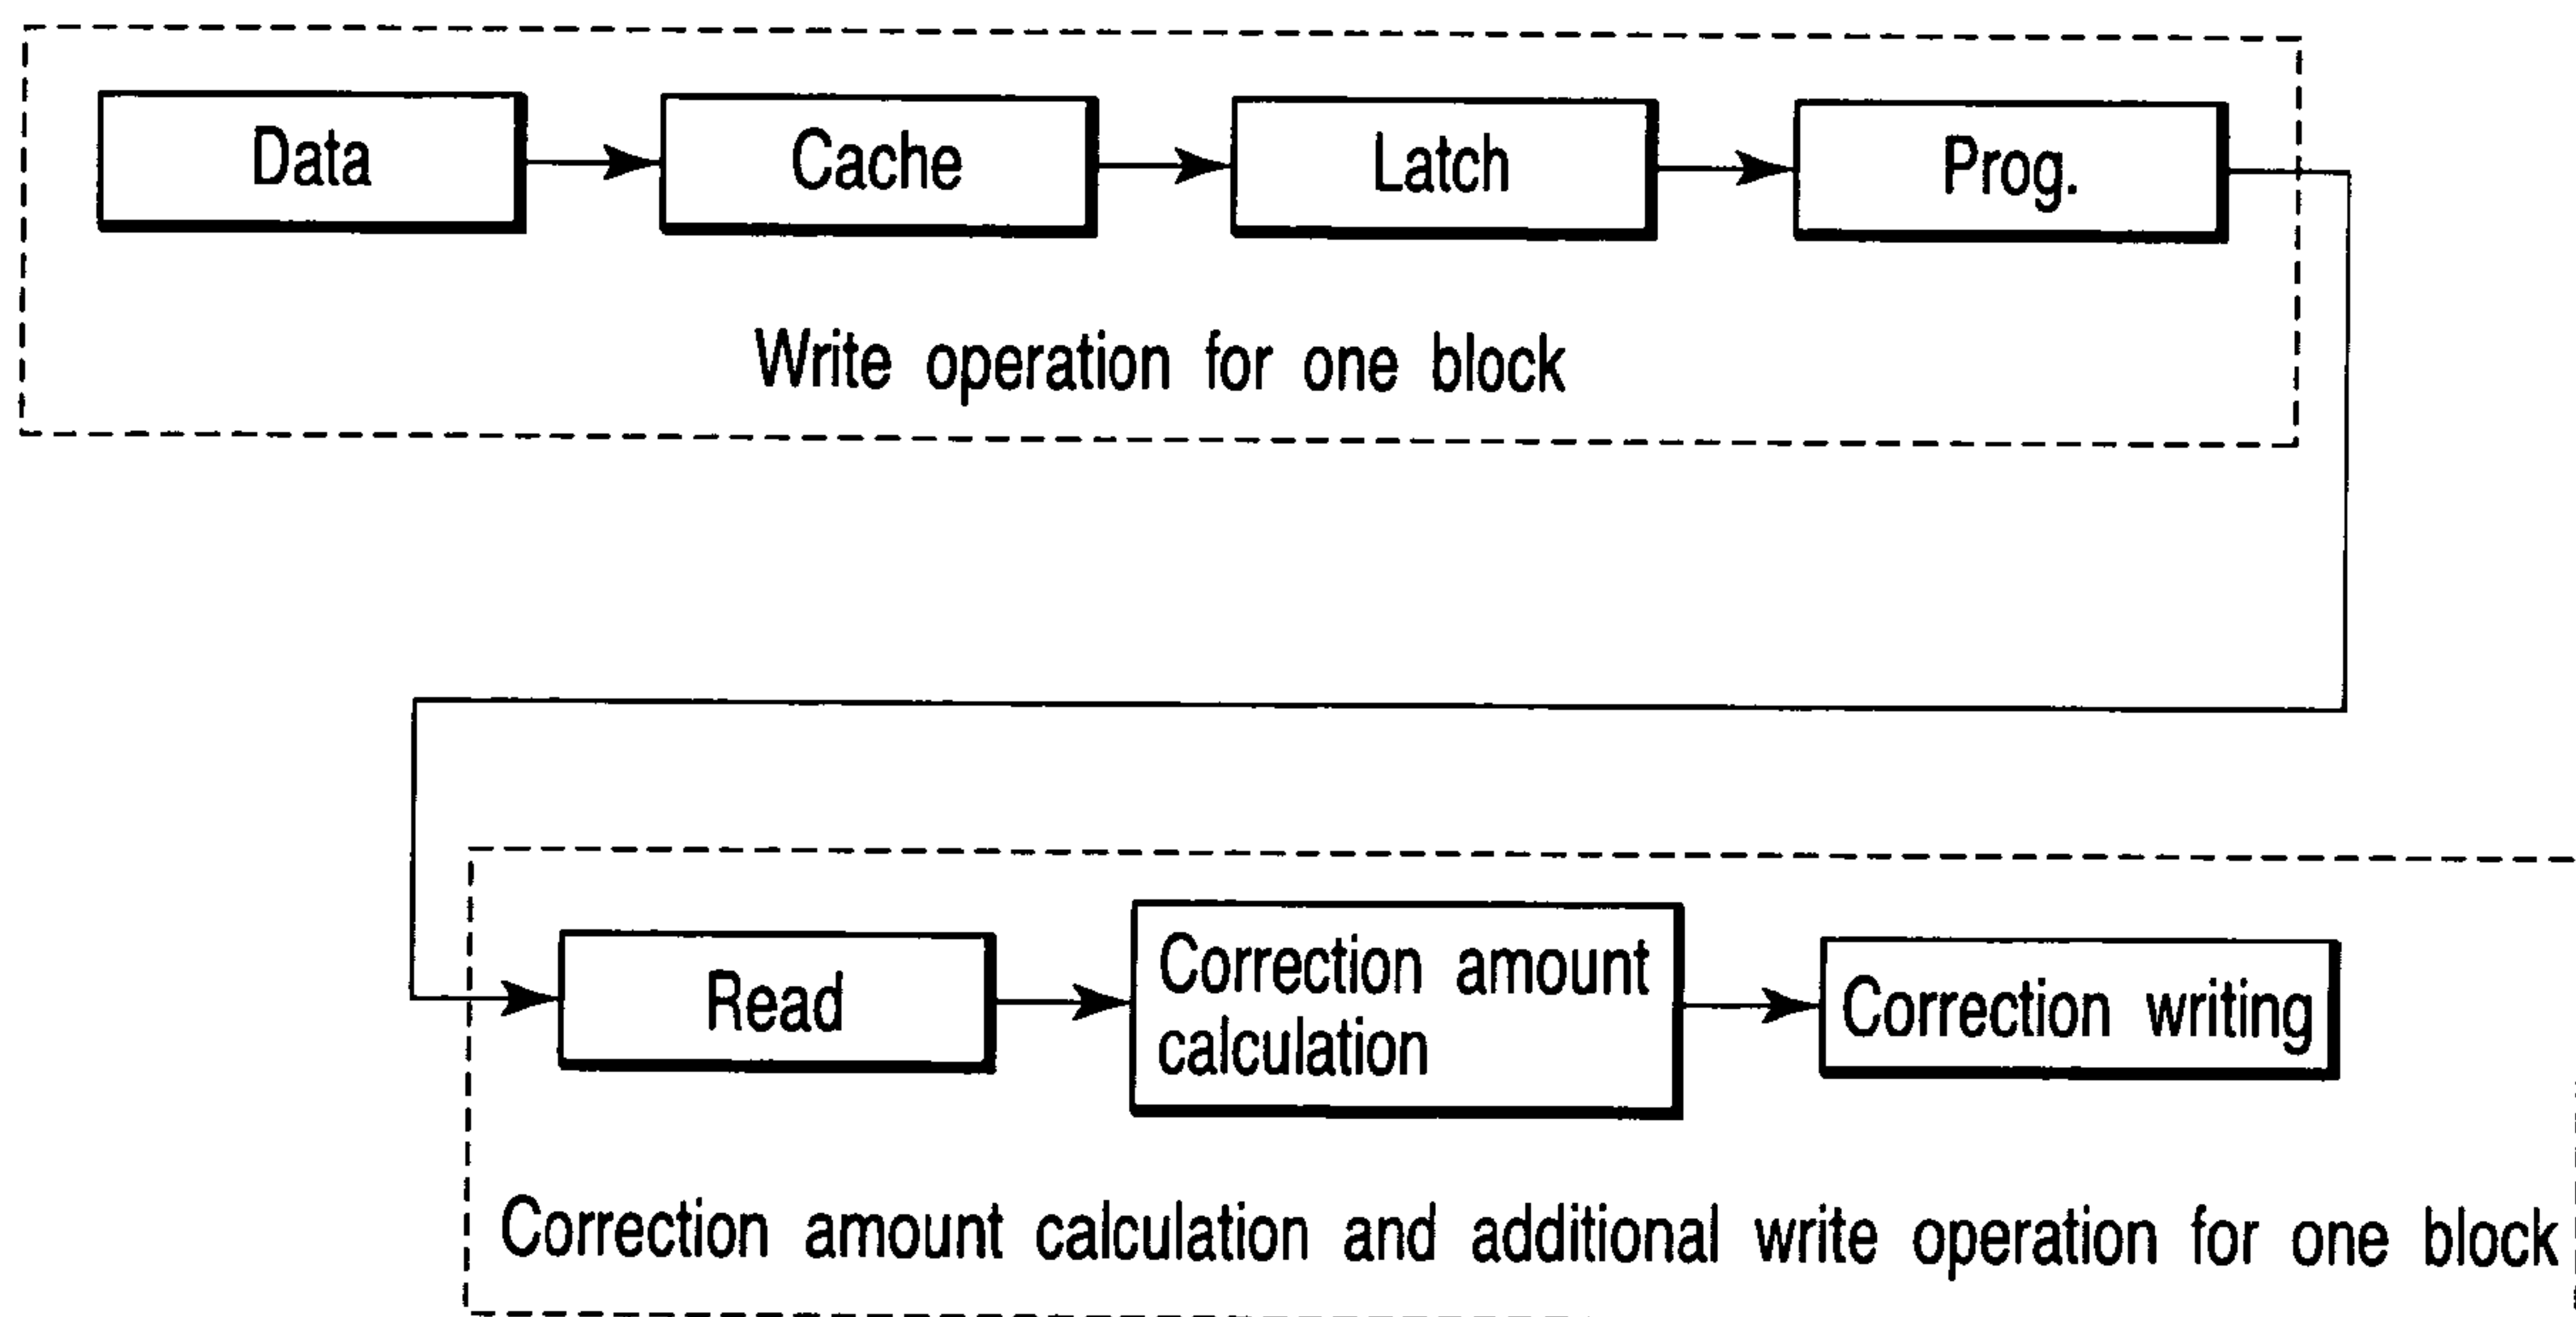 Data
Cache
Latch
Prog.
Write operation for one block
Read
Correction amount
calculation
Correction writing
Correction amount calculation and additional write operation for one block